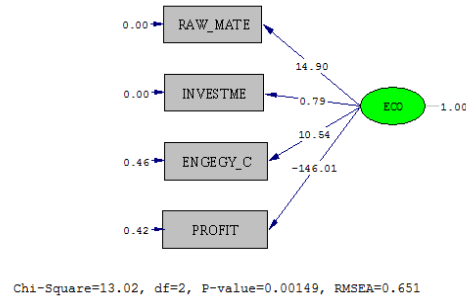 0.00
RAW_MATE
14.90
0.00
INVESTME
0.79
ECO
1.00
10.54
0.46
ENGEGY_C
-146.01
0.42
PROFIT
Chi-Square=13.02, df=2, P-value=0.00149, RMSEA=0.651